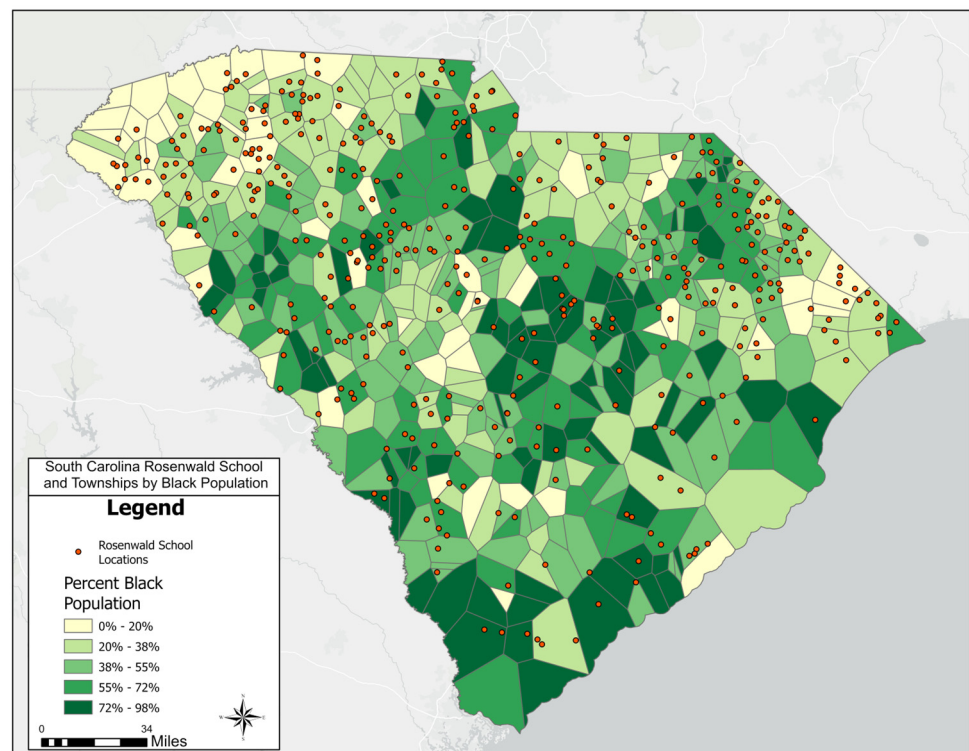 South Carolina Rosenwald School
and Townships by Black Population
Legend
Rosenwald School
Locations
Percent Black
Population
0% - 20%
20% - 38%
38% - 55%
55% - 72%
72% - 98%
N
W E
S
0 34
Miles